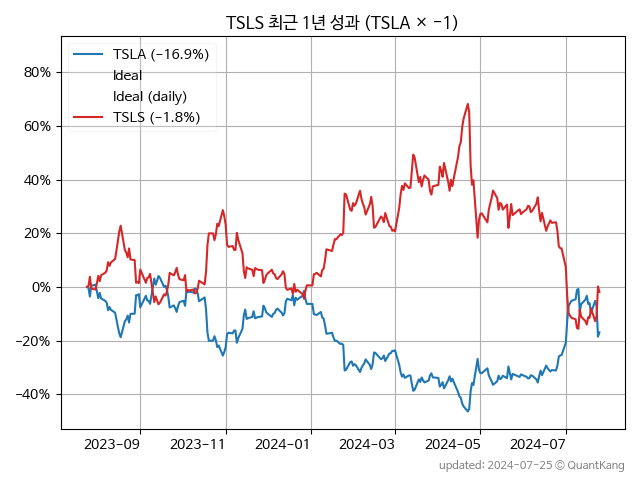 TSLS 최근 1년 성과 (TSLA × −1)
TSLA (−16.9%)
Ideal
Ideal (daily)
TSLS (−1.8%)
80%
60%
40%
20%
0%
−20%
−40%
2023-09 2023-11 2024-01 2024-03 2024-05 2024-07
updated: 2024-07-25 © QuantKang